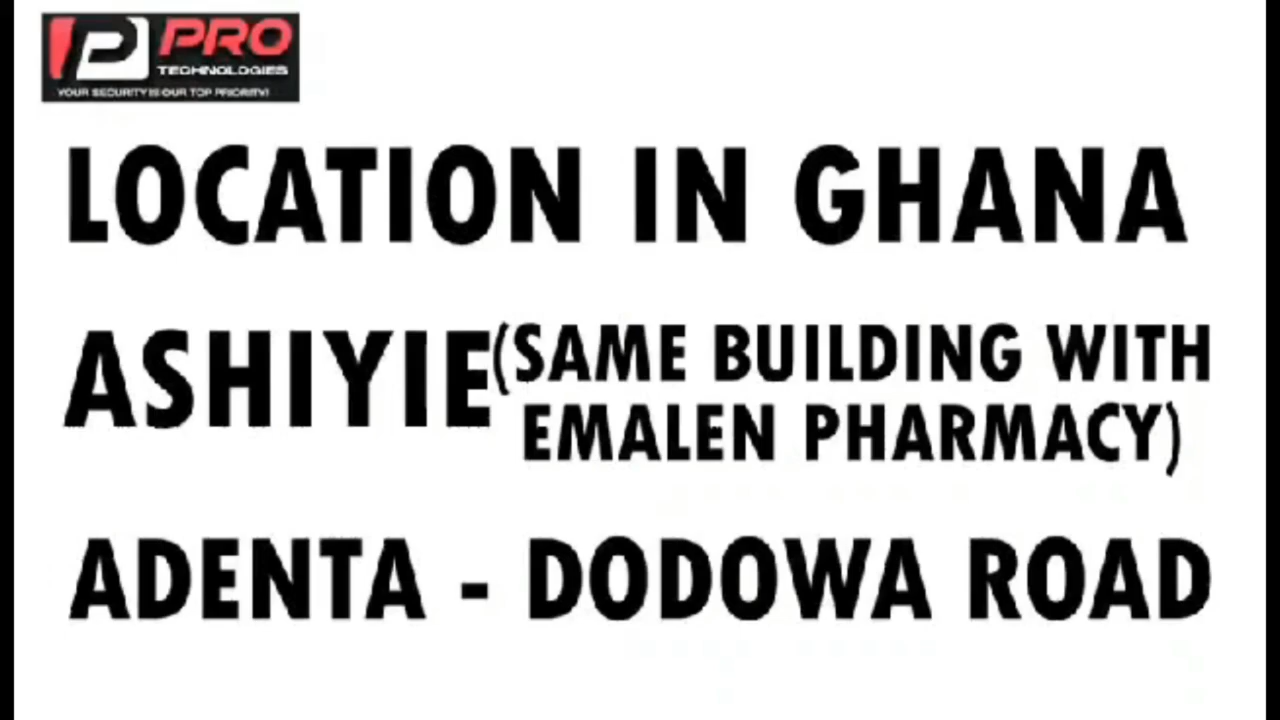 PRO
TECHNOLOGIES
YOUR SECURITY IS OUR TOP PRIORITY!
LOCATION IN GHANA
ASHIYIE (SAME BUILDING WITH
EMALEN PHARMACY)
ADENTA - DODOWA ROAD